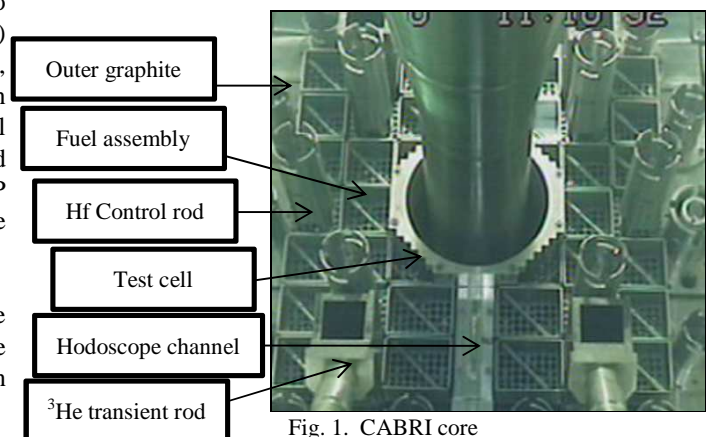 Outer graphite
Fuel assembly
Hf Control rod
Test cell
Hodoscope channel
³He transient rod
Fig. 1. CABRI core